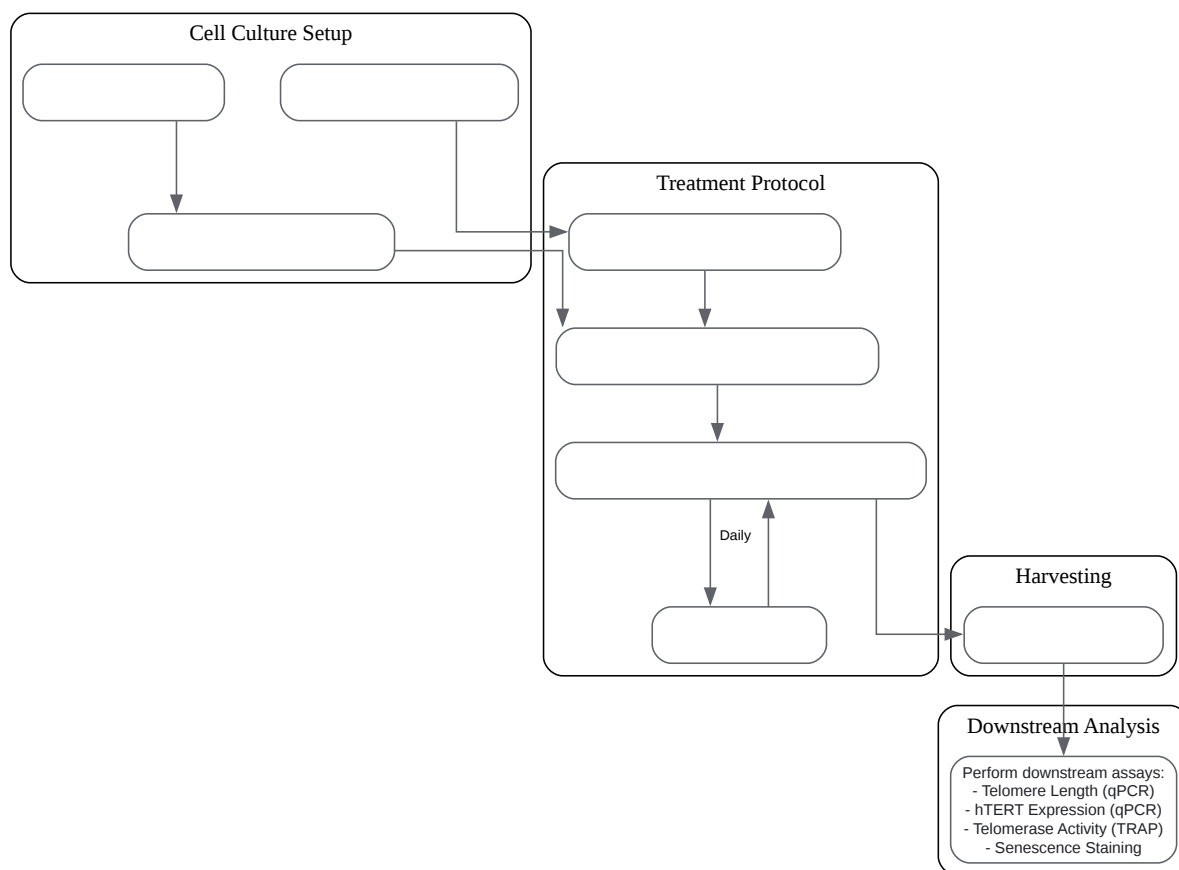 Cell Culture Setup
Treatment Protocol
Daily
Harvesting
Downstream Analysis
Perform downstream assays:
- Telomere Length (qPCR)
- hTERT Expression (qPCR)
- Telomerase Activity (TRAP)
- Senescence Staining